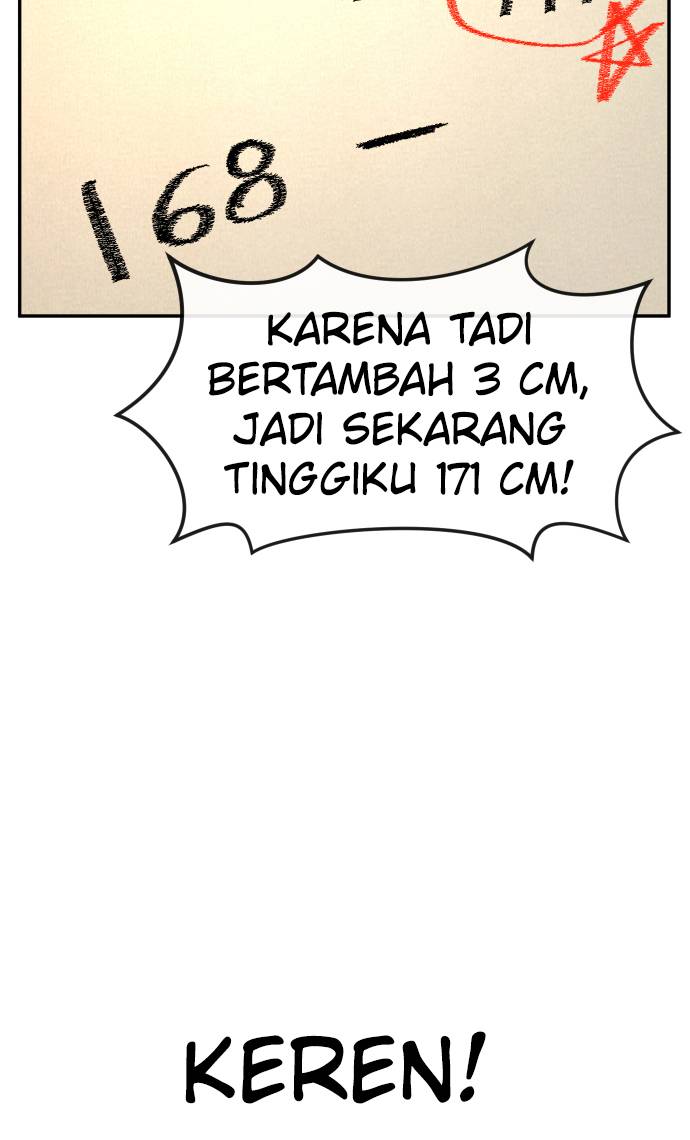 168 -
KARENA TADI
BERTAMBAH 3 CM,
JADI SEKARANG
TINGGIKU 171 CM!
KEREN!